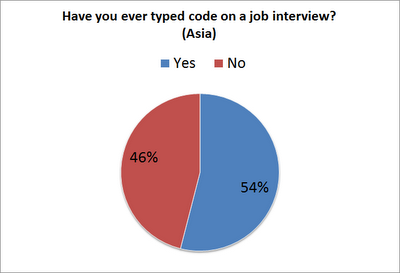 Have you ever typed code on a job interview?
(Asia)
Yes No
46%
54%